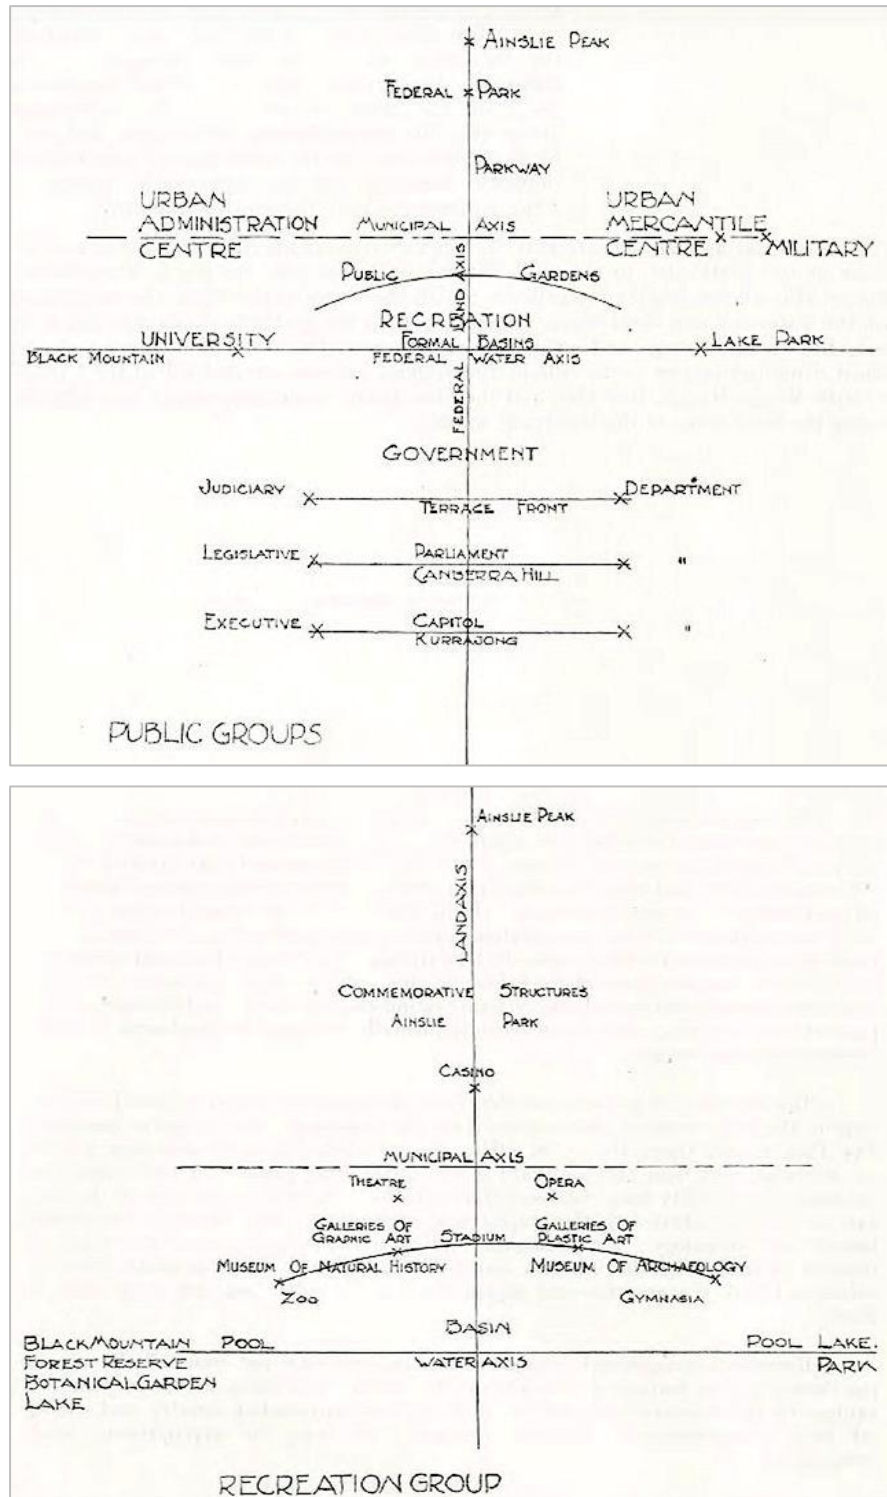 AINSLIE PEAK
FEDERAL PARK
PARKWAY
URBAN ADMINISTRATION CENTRE
MUNICIPAL AXIS
URBAN MERCANTILE CENTRE
MILITARY
PUBLIC GARDENS
FEDERAL LAND AXIS
RECREATION
UNIVERSITY
FORMAL BASINS
LAKE PARK
BLACK MOUNTAIN
FEDERAL WATER AXIS
GOVERNMENT
JUDICIARY
DEPARTMENT
TERRACE FRONT
LEGISLATIVE
PARLIAMENT
"
CANBERRA HILL
EXECUTIVE
CAPITOL
"
KURRAJONG
PUBLIC GROUPS
AINSLIE PEAK
LAND AXIS
COMMEMORATIVE STRUCTURES
AINSLIE PARK
CASINO
MUNICIPAL AXIS
THEATRE
OPERA
GALLERIES OF GRAPHIC ART
STADIUM
GALLERIES OF PLASTIC ART
MUSEUM OF NATURAL HISTORY
MUSEUM OF ARCHAEOLOGY
ZOO
GYMNASIA
BASIN
BLACK MOUNTAIN POOL
POOL LAKE.
FOREST RESERVE
WATER AXIS
PARK
BOTANICAL GARDEN
LAKE
RECREATION GROUP